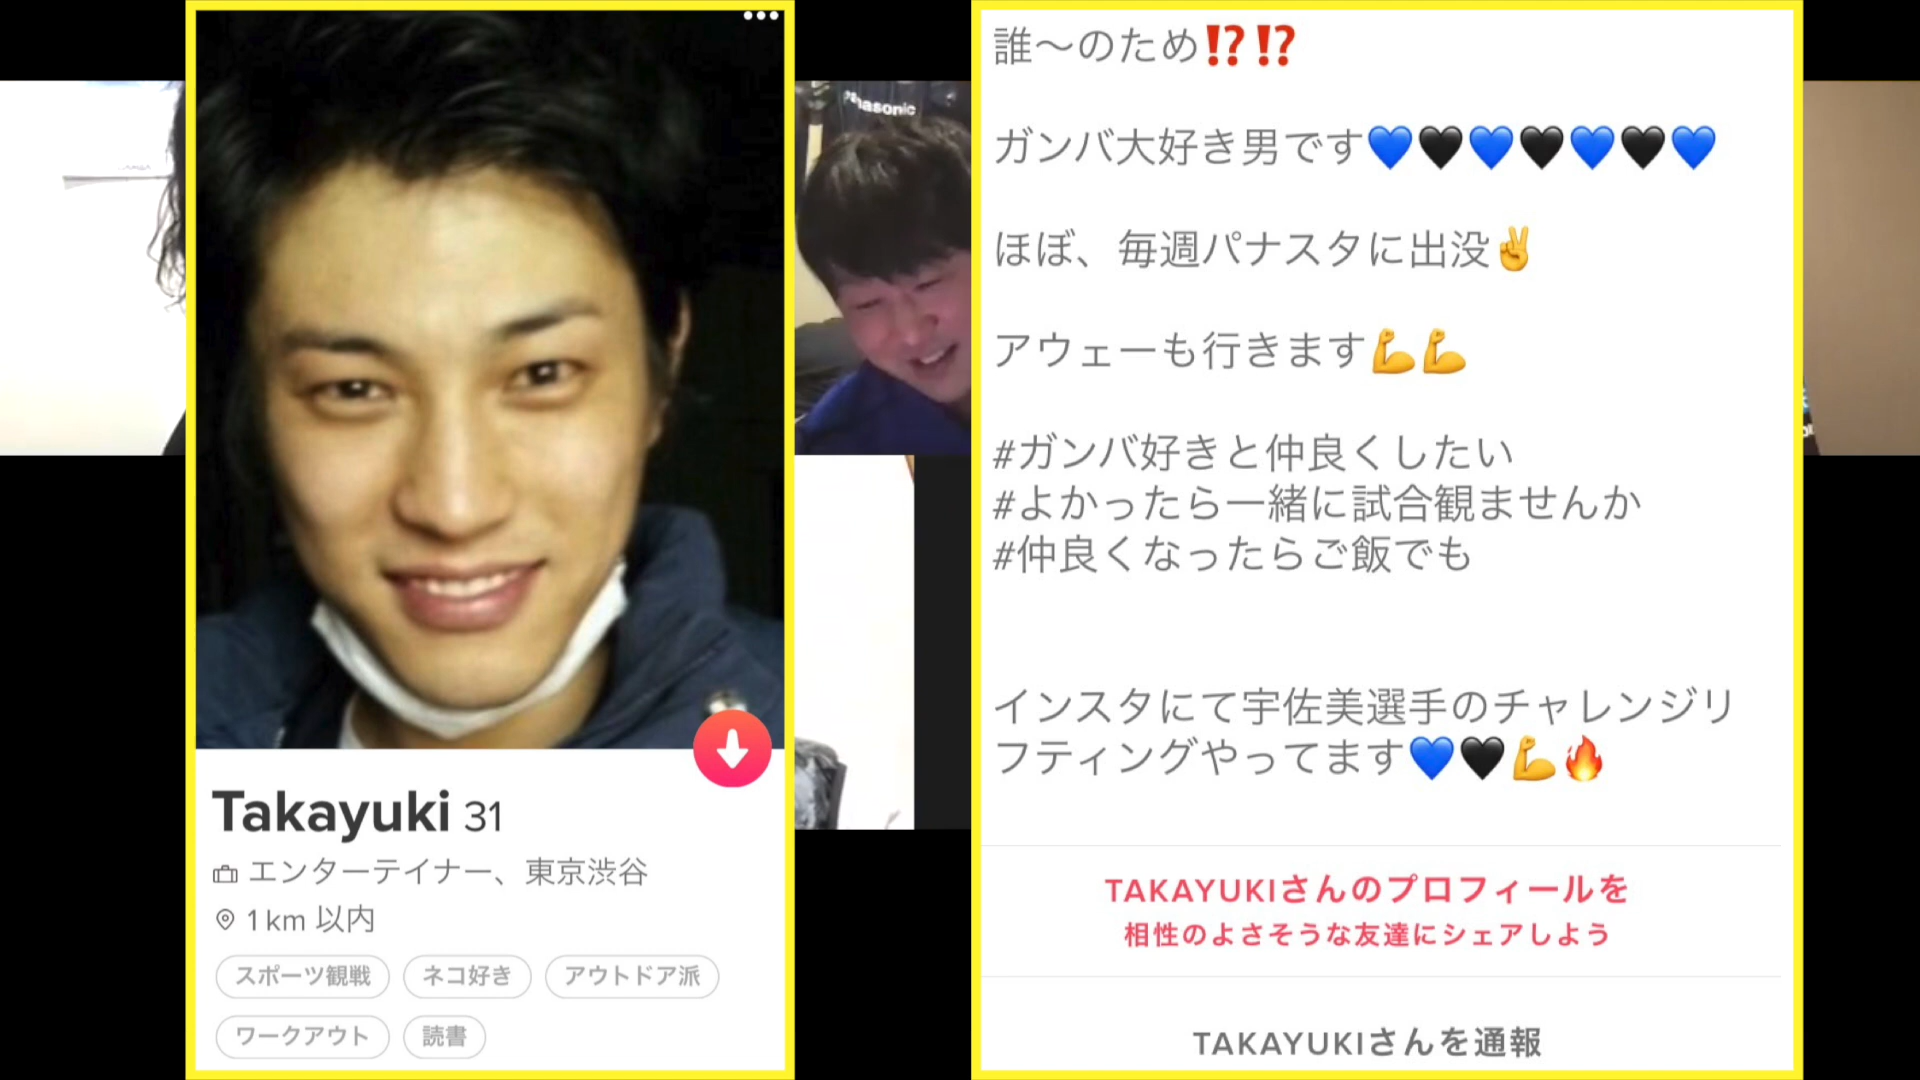 Takayuki 31
エンターテイナー、東京渋谷
1 km 以内
スポーツ観戦
ネコ好き
アウトドア派
ワークアウト
読書
Panasonic
誰〜のため⁉️⁉️
ガンバ大好き男です💙🖤💙🖤💙🖤💙
ほぼ、毎週パナスタに出没✌️
アウェーも行きます💪💪
#ガンバ好きと仲良くしたい
#よかったら一緒に試合観ませんか
#仲良くなったらご飯でも
インスタにて宇佐美選手のチャレンジリ
フティングやってます💙🖤💪🔥
TAKAYUKIさんのプロフィールを
相性のよさそうな友達にシェアしよう
TAKAYUKIさんを通報